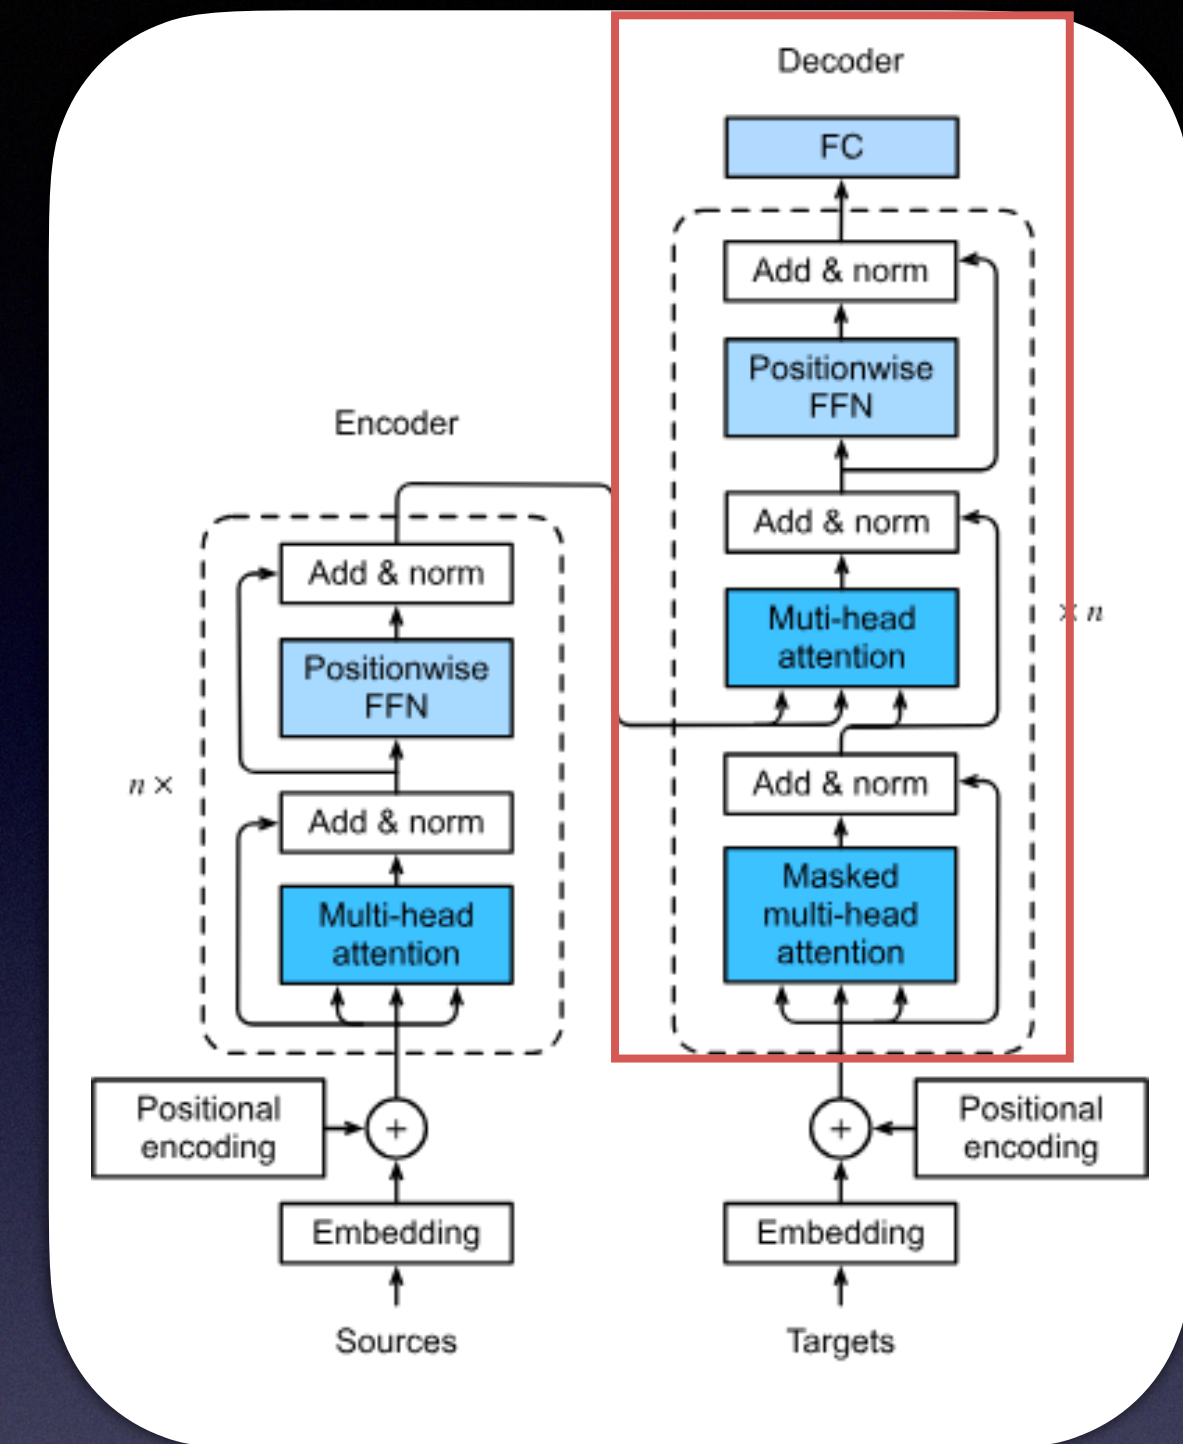 Decoder
FC
Add & norm
Positionwise
FFN
Add & norm
Muti-head
attention
× n
Add & norm
Masked
multi-head
attention
Positional
encoding
+
Embedding
Targets
Encoder
Add & norm
Positionwise
FFN
n ×
Add & norm
Multi-head
attention
Positional
encoding
+
Embedding
Sources